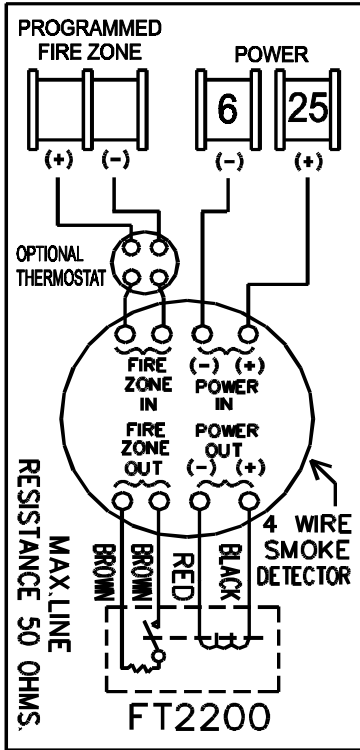 PROGRAMMED
FIRE ZONE
POWER
6
25
(+)
(-)
(-)
(+)
OPTIONAL
THERMOSTAT
FIRE
ZONE
IN
(-) (+)
POWER
IN
FIRE
ZONE
OUT
POWER
OUT
(-) (+)
4 WIRE
SMOKE
DETECTOR
BROWN
BROWN
RED
BLACK
MAX.LINE
RESISTANCE 50 OHMS.
FT2200